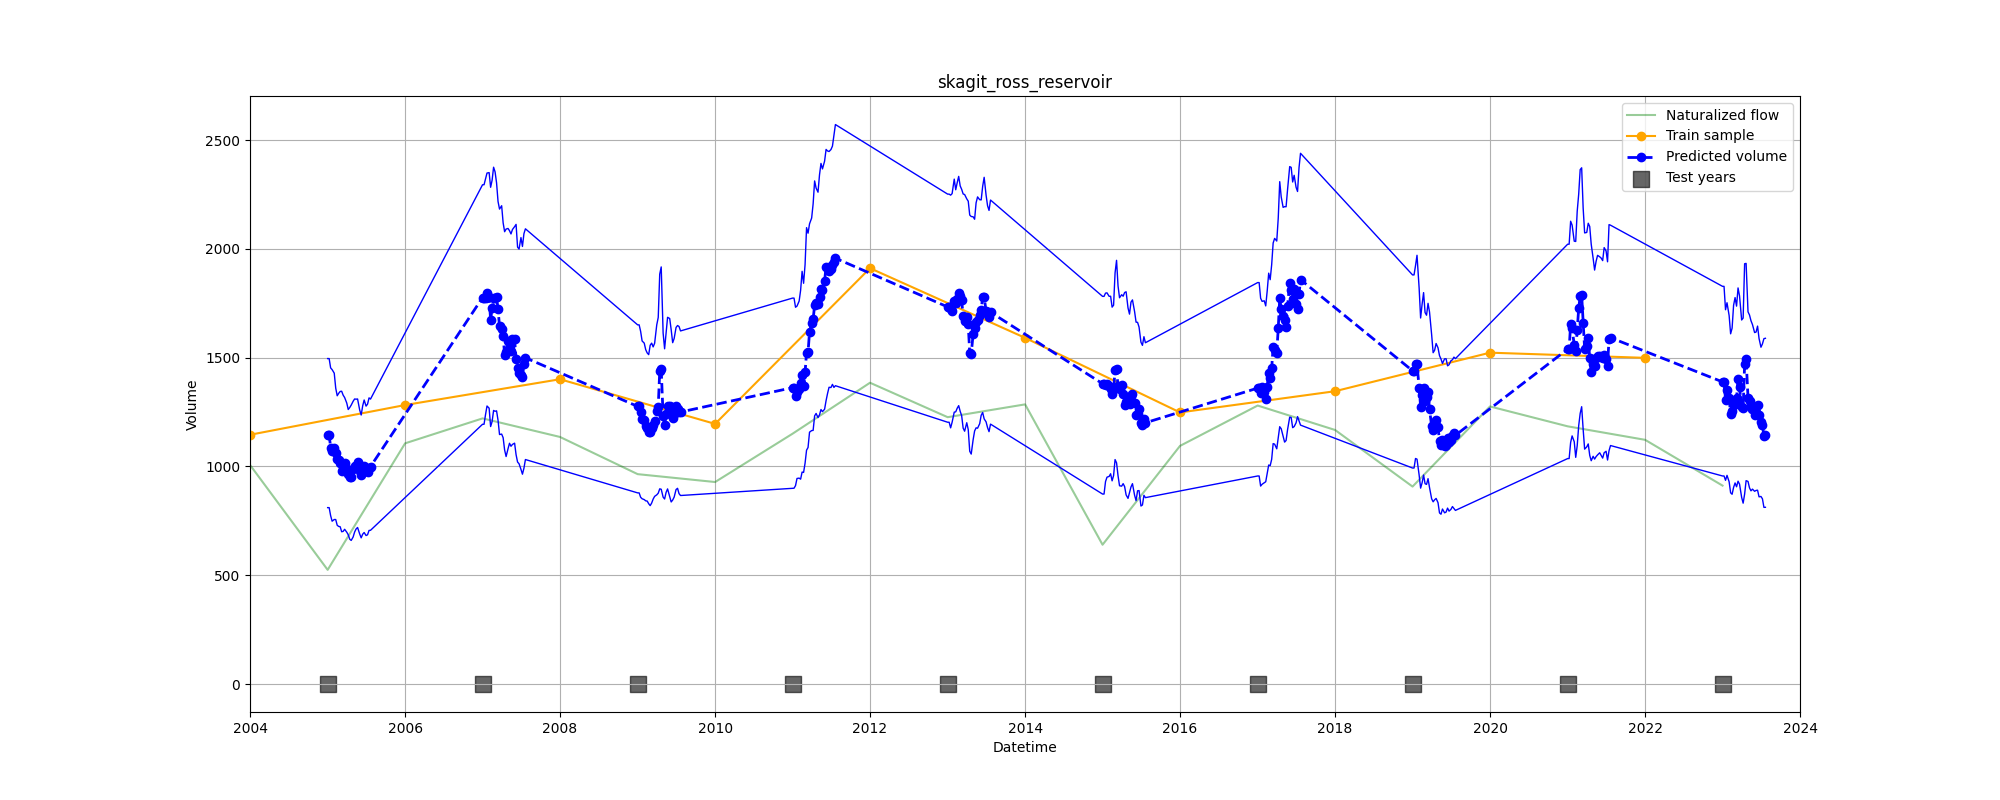 skagit_ross_reservoir
Naturalized flow
Train sample
Predicted volume
Test years
Volume
2500
2000
1500
1000
500
0
2004 2006 2008 2010 2012 2014 2016 2018 2020 2022 2024
Datetime